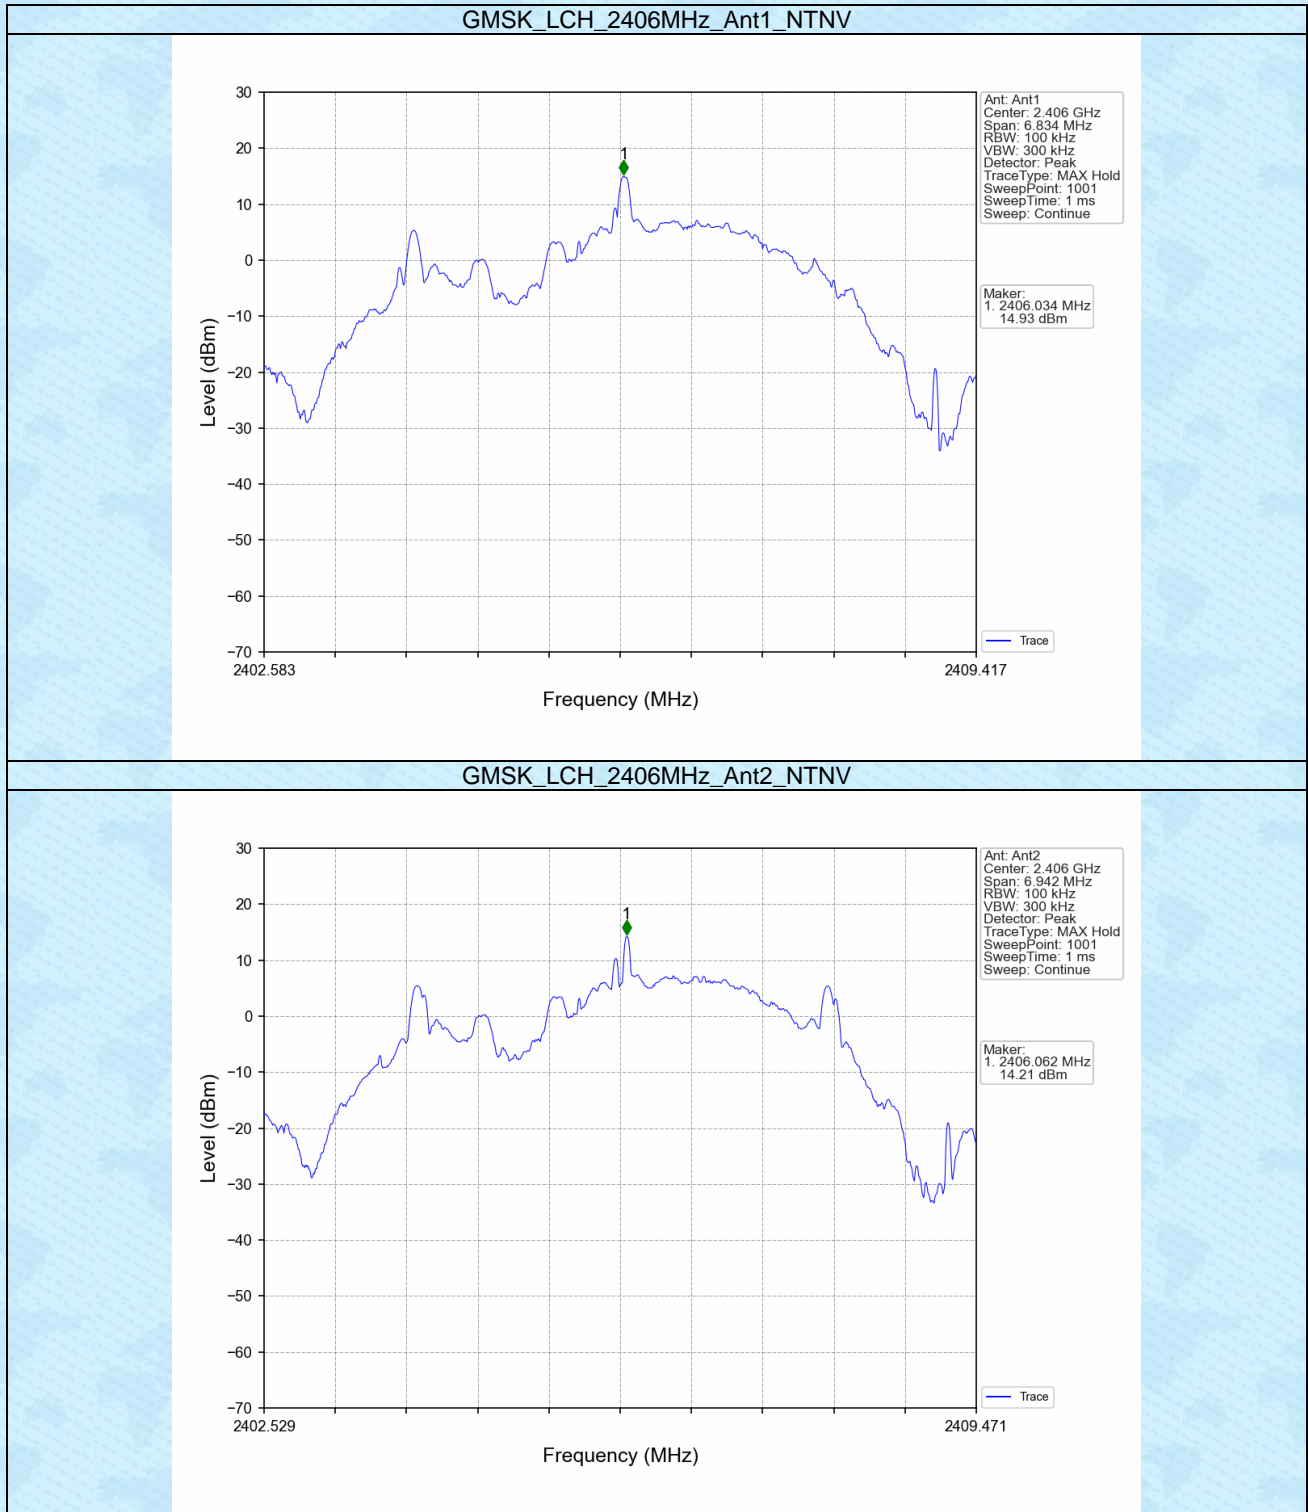 GMSK_LCH_2406MHz_Ant1_NTNV
30
20
10
0
−10
−20
−30
−40
−50
−60
−70
Level (dBm)
1
2402.583
2409.417
Frequency (MHz)
Ant: Ant1
Center: 2.406 GHz
Span: 6.834 MHz
RBW: 100 kHz
VBW: 300 kHz
Detector: Peak
TraceType: MAX Hold
SweepPoint: 1001
SweepTime: 1 ms
Sweep: Continue
Maker:
1. 2406.034 MHz
14.93 dBm
Trace
GMSK_LCH_2406MHz_Ant2_NTNV
30
20
10
0
−10
−20
−30
−40
−50
−60
−70
Level (dBm)
1
2402.529
2409.471
Frequency (MHz)
Ant: Ant2
Center: 2.406 GHz
Span: 6.942 MHz
RBW: 100 kHz
VBW: 300 kHz
Detector: Peak
TraceType: MAX Hold
SweepPoint: 1001
SweepTime: 1 ms
Sweep: Continue
Maker:
1. 2406.062 MHz
14.21 dBm
Trace